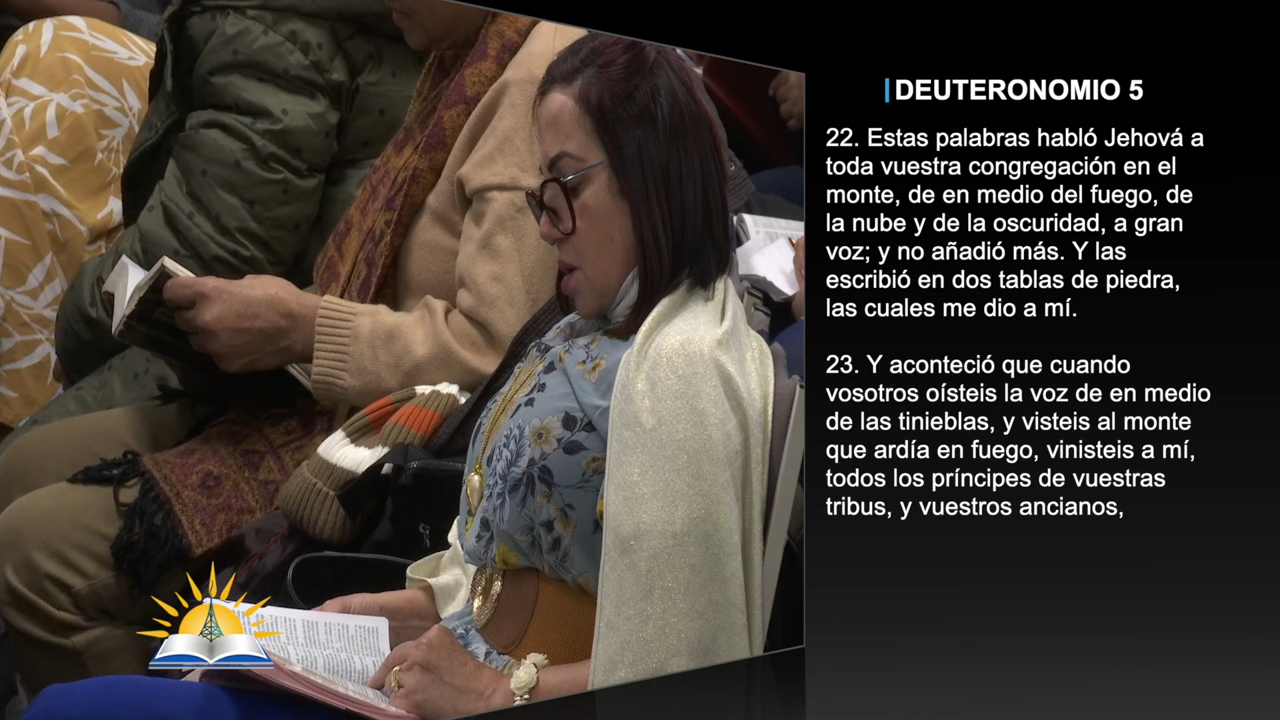 DEUTERONOMIO 5
22. Estas palabras habló Jehová a
toda vuestra congregación en el
monte, de en medio del fuego, de
la nube y de la oscuridad, a gran
voz; y no añadió más. Y las
escribió en dos tablas de piedra,
las cuales me dio a mí.
23. Y aconteció que cuando
vosotros oísteis la voz de en medio
de las tinieblas, y visteis al monte
que ardía en fuego, vinisteis a mí,
todos los príncipes de vuestras
tribus, y vuestros ancianos,